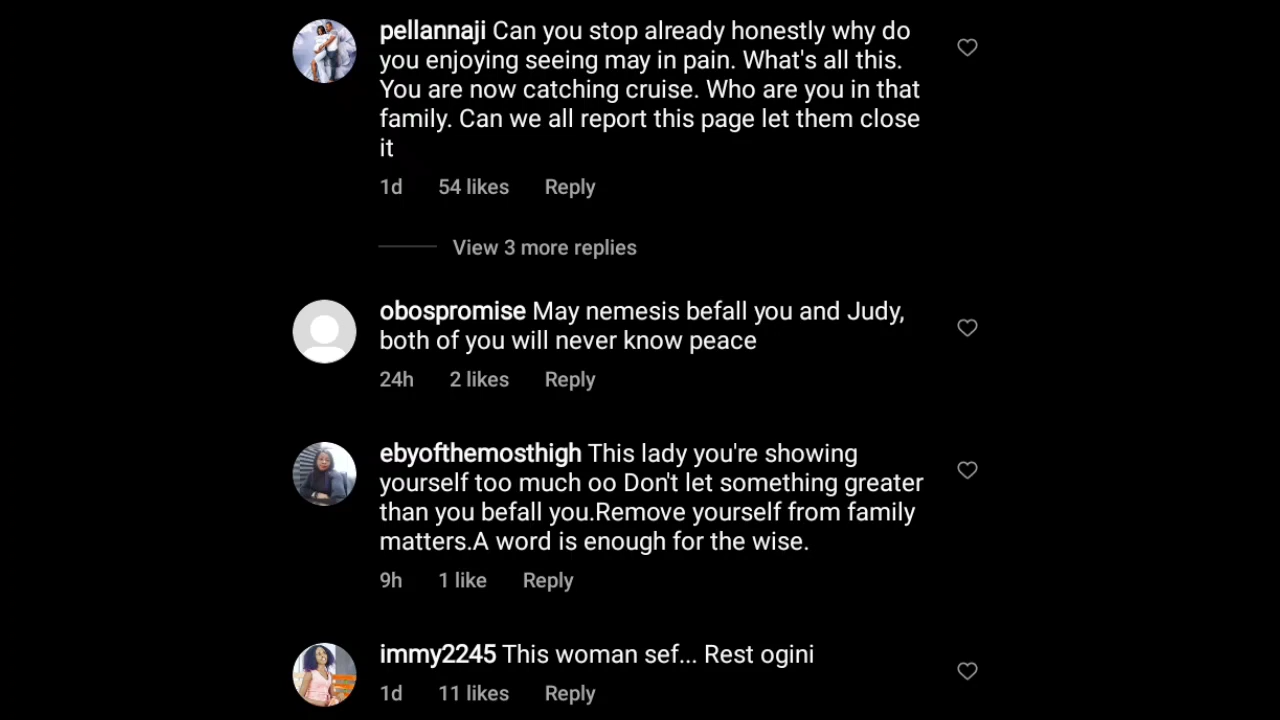 pellannaji Can you stop already honestly why do
you enjoying seeing may in pain. What's all this.
You are now catching cruise. Who are you in that
family. Can we all report this page let them close
it
1d 54 likes Reply
View 3 more replies
obospromise May nemesis befall you and Judy,
both of you will never know peace
24h 2 likes Reply
ebyofthemosthigh This lady you're showing
yourself too much oo Don't let something greater
than you befall you.Remove yourself from family
matters.A word is enough for the wise.
9h 1 like Reply
immy2245 This woman sef... Rest ogini
1d 11 likes Reply